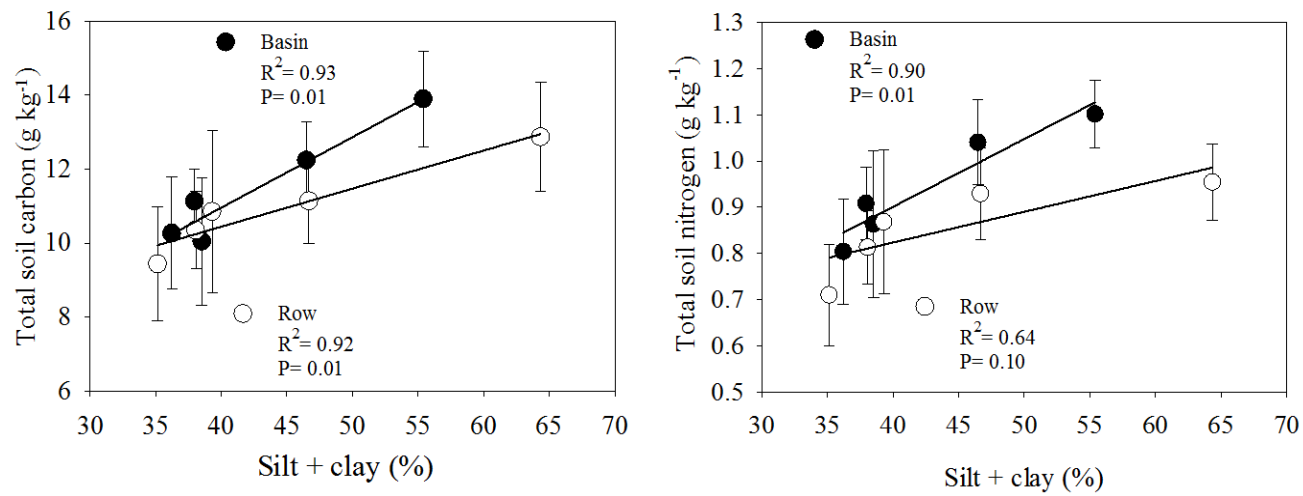 Total soil carbon (g kg⁻¹)
16
14
12
10
8
6
Basin
R²= 0.93
P= 0.01
Row
R²= 0.92
P= 0.01
30 35 40 45 50 55 60 65 70
Silt + clay (%)
Total soil nitrogen (g kg⁻¹)
1.3
1.2
1.1
1.0
0.9
0.8
0.7
0.6
0.5
Basin
R²= 0.90
P= 0.01
Row
R²= 0.64
P= 0.10
30 35 40 45 50 55 60 65 70
Silt + clay (%)